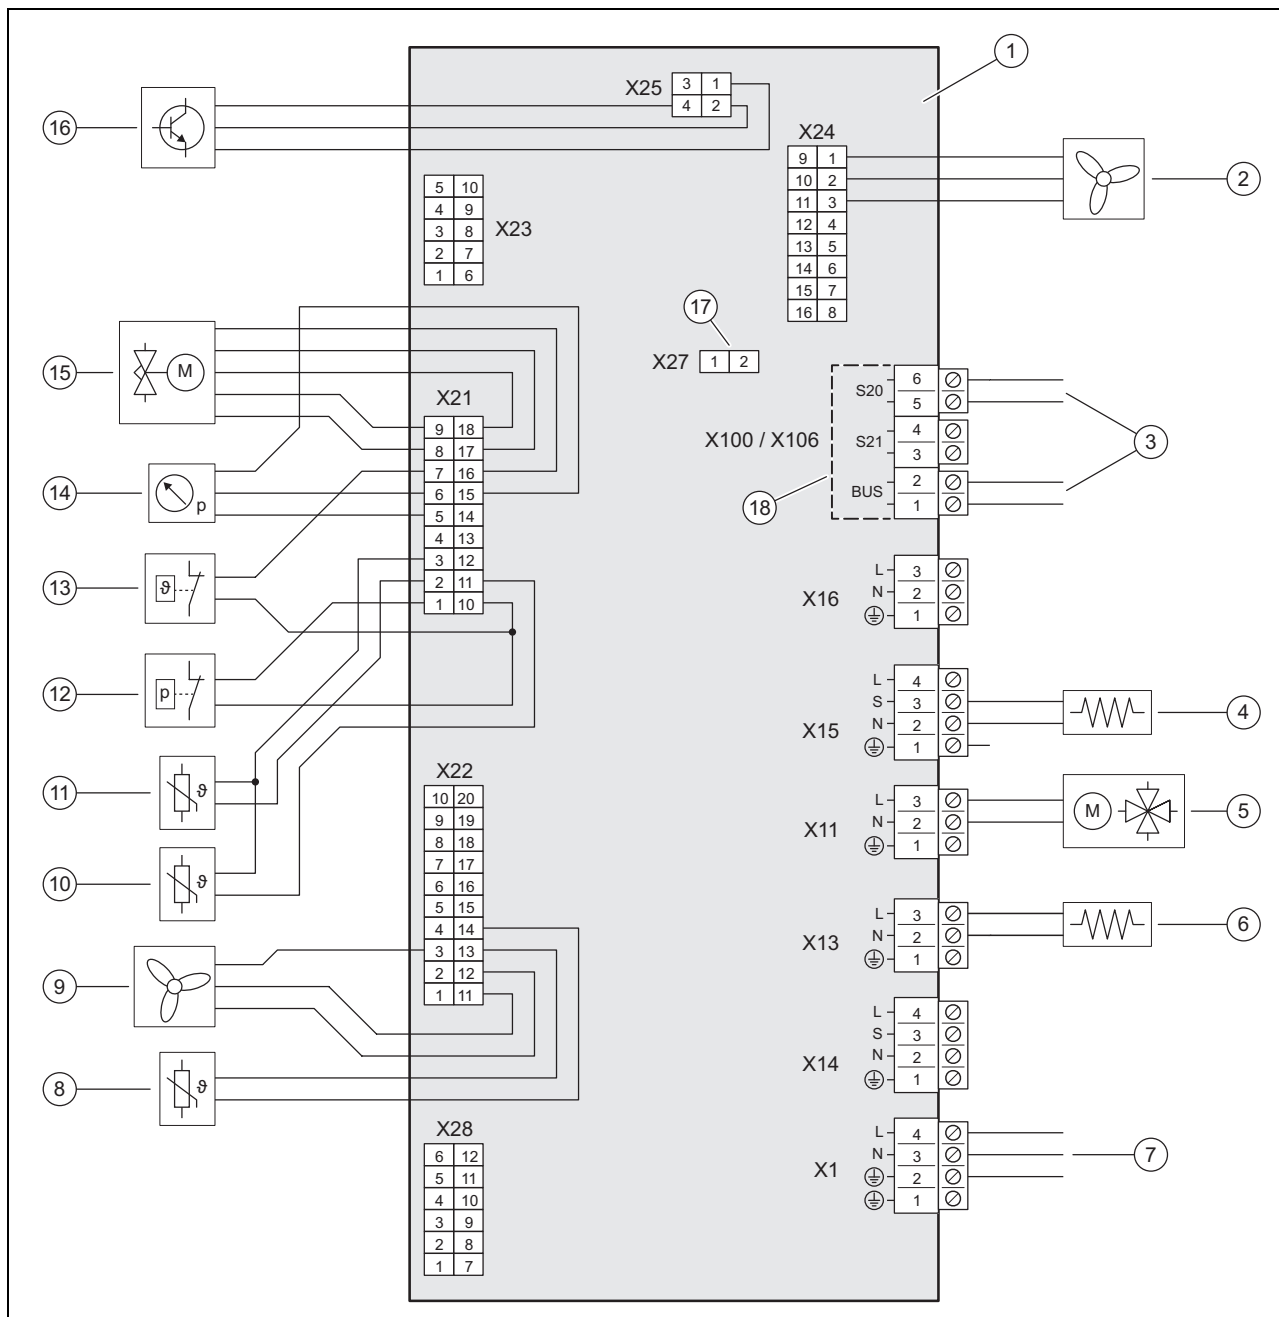 1
X25
3 1
4 2
16
X24
9 1
10 2
11 3
12 4
13 5
14 6
15 7
16 8
2
5 10
4 9
3 8
2 7
1 6
X23
17
X27
1 2
15
M
X21
9 18
8 17
7 16
6 15
5 14
4 13
3 12
2 11
1 10
X100 / X106
S20
6
5
S21
4
3
BUS
2
1
3
18
14
p
13
ϑ
X16
L 3
N 2
1
12
p
X15
L 4
S 3
N 2
1
4
11
ϑ
X22
10 20
9 19
8 18
7 17
6 16
5 15
4 14
3 13
2 12
1 11
X11
L 3
N 2
1
M
5
10
ϑ
X13
L 3
N 2
1
6
9
X14
L 4
S 3
N 2
1
8
ϑ
X28
6 12
5 11
4 10
3 9
2 8
1 7
X1
L 4
N 3
2
1
7